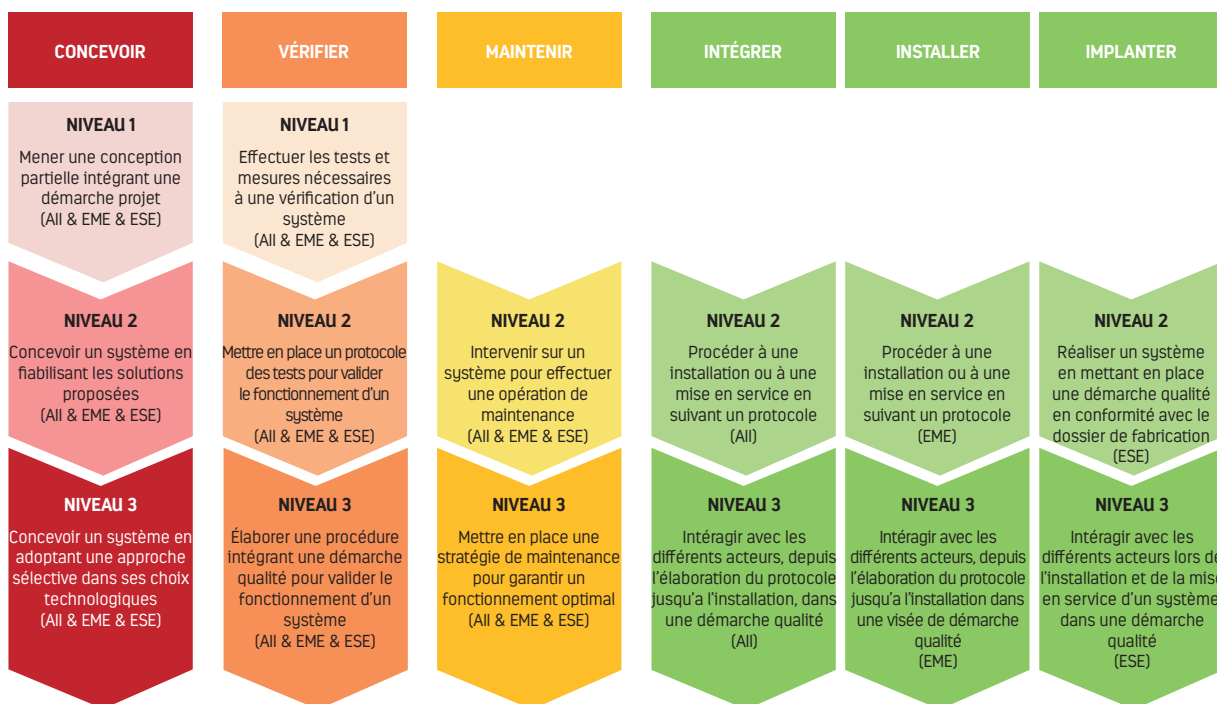 CONCEVOIR
VÉRIFIER
MAINTENIR
INTÉGRER
INSTALLER
IMPLANTER
NIVEAU 1
Mener une conception
partielle intégrant une
démarche projet
(AII & EME & ESE)
NIVEAU 1
Effectuer les tests et
mesures nécessaires
à une vérification d'un
système
(AII & EME & ESE)
NIVEAU 2
Concevoir un système en
fiabilisant les solutions
proposées
(AII & EME & ESE)
NIVEAU 2
Mettre en place un protocole
des tests pour valider
le fonctionnement d'un
système
(AII & EME & ESE)
NIVEAU 2
Intervenir sur un
système pour effectuer
une opération de
maintenance
(AII & EME & ESE)
NIVEAU 2
Procéder à une
installation ou à une
mise en service en
suivant un protocole
(AII)
NIVEAU 2
Procéder à une
installation ou à une
mise en service en
suivant un protocole
(EME)
NIVEAU 2
Réaliser un système
en mettant en place
une démarche qualité
en conformité avec le
dossier de fabrication
(ESE)
NIVEAU 3
Concevoir un système en
adoptant une approche
sélective dans ses choix
technologiques
(AII & EME & ESE)
NIVEAU 3
Élaborer une procédure
intégrant une démarche
qualité pour valider le
fonctionnement d'un
système
(AII & EME & ESE)
NIVEAU 3
Mettre en place une
stratégie de maintenance
pour garantir un
fonctionnement optimal
(AII & EME & ESE)
NIVEAU 3
Intéragir avec les
différents acteurs, depuis
l'élaboration du protocole
jusqu'a l'installation, dans
une démarche qualité
(AII)
NIVEAU 3
Intéragir avec les
différents acteurs, depuis
l'élaboration du protocole
jusqu'a l'installation dans
une visée de démarche
qualité
(EME)
NIVEAU 3
Intéragir avec les
différents acteurs lors de
l'installation et de la mise
en service d'un système
dans une démarche
qualité
(ESE)